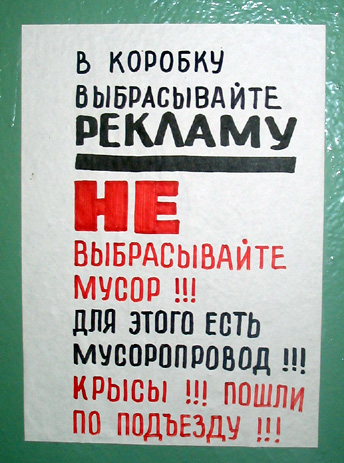 В КОРОБКУ
ВЫБРАСЫВАЙТЕ
РЕКЛАМУ
НЕ
ВЫБРАСЫВАЙТЕ
МУСОР !!!
ДЛЯ ЭТОГО ЕСТЬ
МУСОРОПРОВОД !!!
КРЫСЫ !!! ПОШЛИ
ПО ПОДЪЕЗДУ !!!